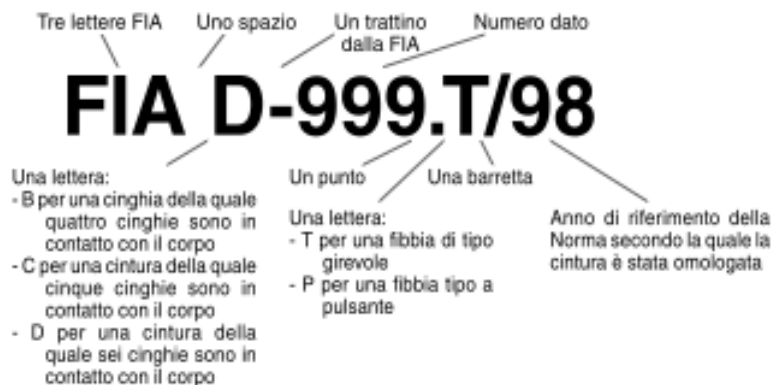 Tre lettere FIA
Uno spazio
Un trattino
dalla FIA
Numero dato
FIA D-999.T/98
Una lettera:
- B per una cinghia della quale
quattro cinghie sono in
contatto con il corpo
- C per una cintura della quale
cinque cinghie sono in
contatto con il corpo
- D per una cintura della
quale sei cinghie sono in
contatto con il corpo
Un punto
Una barretta
Una lettera:
- T per una fibbia di tipo
girevole
- P per una fibbia tipo a
pulsante
Anno di riferimento della
Norma secondo la quale la
cintura è stata omologata